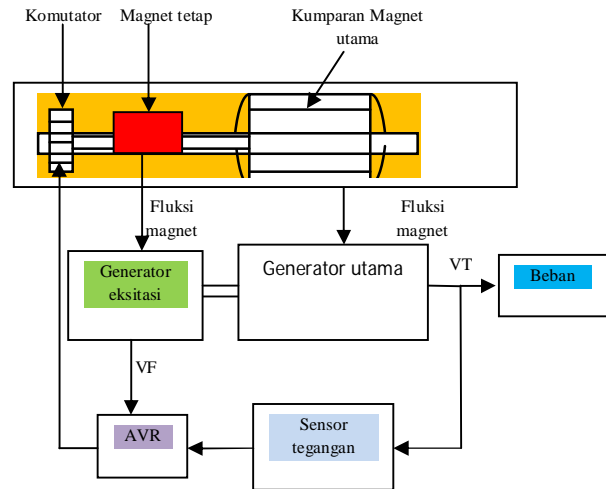 Komutator
Magnet tetap
Kumparan Magnet
utama
Fluksi
magnet
Fluksi
magnet
Generator
eksitasi
Generator utama
VT
Beban
VF
AVR
Sensor
tegangan